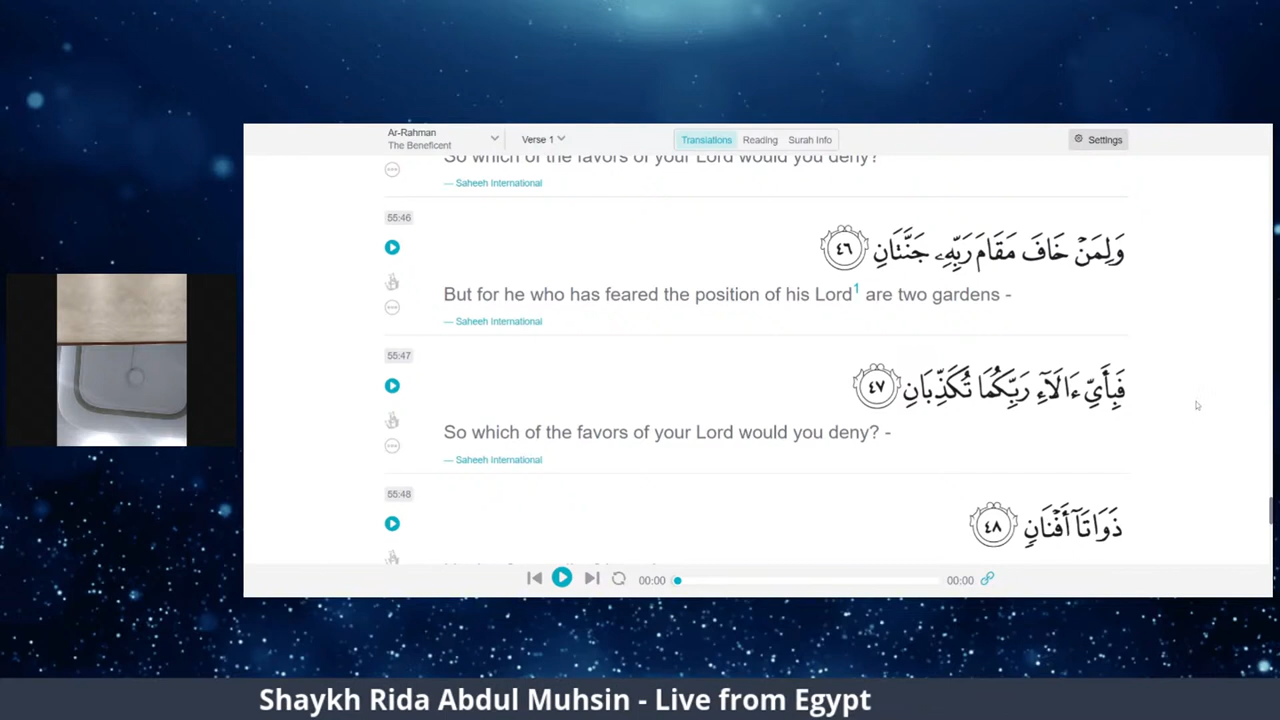 Ar-Rahman
The Beneficent
Verse 1
Translations Reading Surah Info
Settings
So which of the favors of your Lord would you deny?
— Saheeh International
55:46
وَلِمَنْ خَافَ مَقَامَ رَبِّهِۦ جَنَّتَانِ ٤٦
But for he who has feared the position of his Lord1 are two gardens -
— Saheeh International
55:47
فَبِأَىِّ ءَالَآءِ رَبِّكُمَا تُكَذِّبَانِ ٤٧
So which of the favors of your Lord would you deny? -
— Saheeh International
55:48
ذَوَاتَآ أَفْنَانٍ ٤٨
00:00 00:00
Shaykh Rida Abdul Muhsin - Live from Egypt